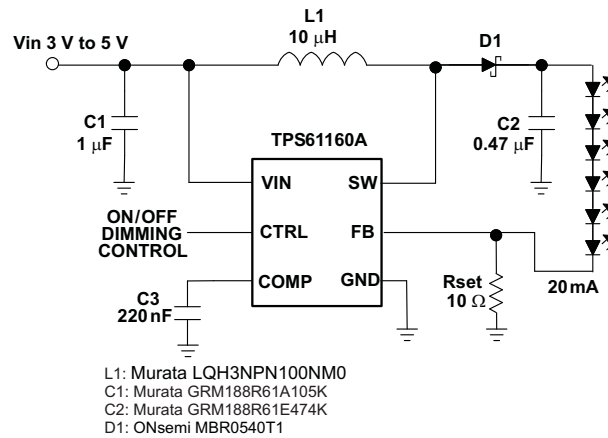 L1
10 μH
Vin 3 V to 5 V
D1
C1
1 μF
C2
0.47 μF
TPS61160A
VIN
SW
ON/OFF
DIMMING
CONTROL
CTRL
FB
COMP
GND
C3
220 nF
Rset
10 Ω
20 mA
L1: Murata LQH3NPN100NM0
C1: Murata GRM188R61A105K
C2: Murata GRM188R61E474K
D1: ONsemi MBR0540T1